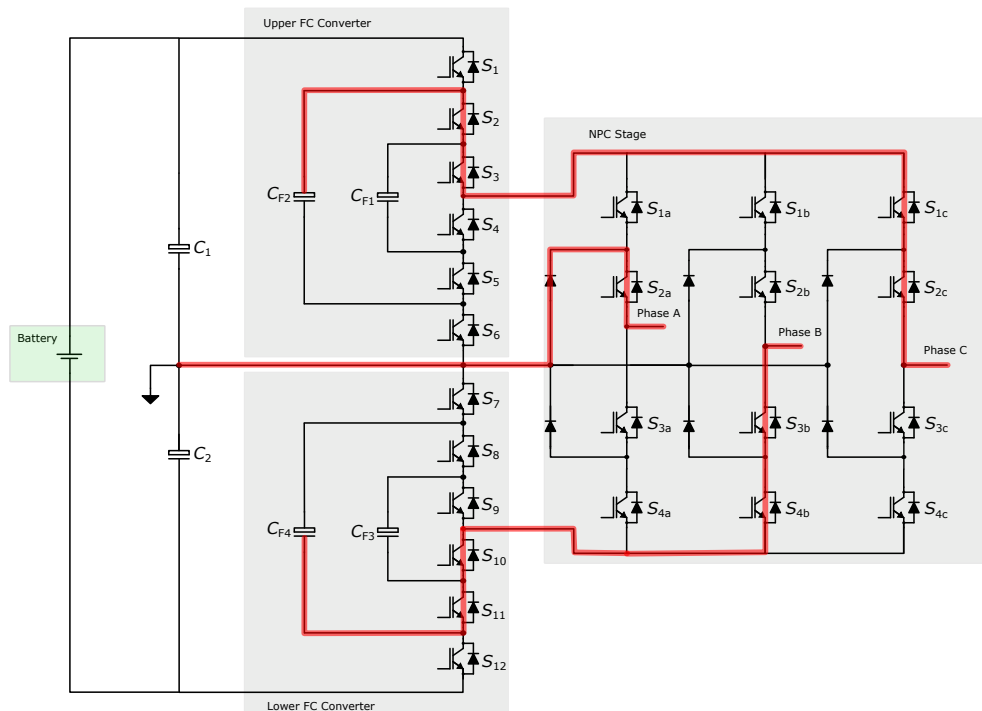 Upper FC Converter
S1
S2
S3
S4
S5
S6
CF2
CF1
C1
Battery
C2
S7
S8
S9
S10
S11
S12
CF4
CF3
Lower FC Converter
NPC Stage
S1a
S1b
S1c
S2a
S2b
S2c
Phase A
Phase B
Phase C
S3a
S3b
S3c
S4a
S4b
S4c